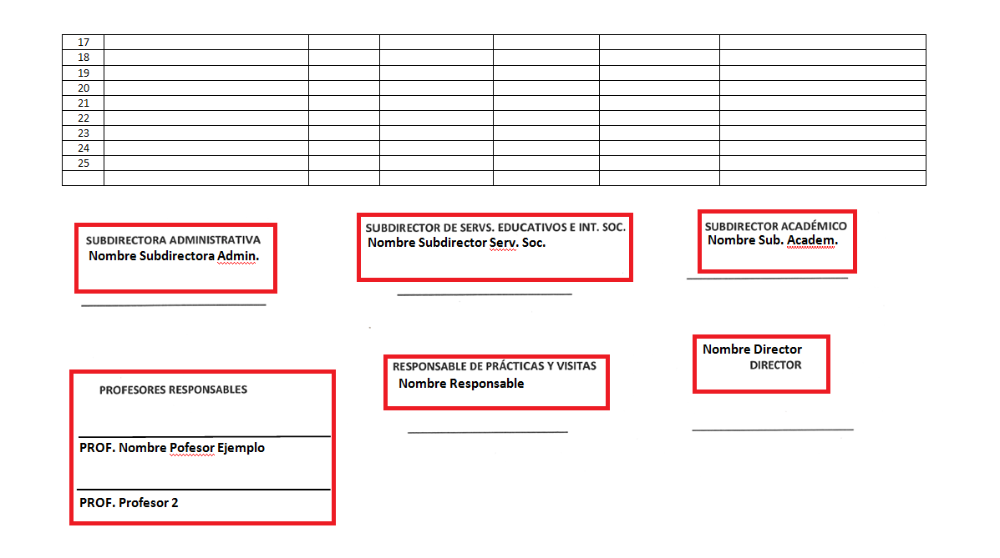 17
18
19
20
21
22
23
24
25
SUBDIRECTORA ADMINISTRATIVA
Nombre Subdirectora Admin.
SUBDIRECTOR DE SERVS. EDUCATIVOS E INT. SOC.
Nombre Subdirector Serv. Soc.
SUBDIRECTOR ACADÉMICO
Nombre Sub. Academ.
PROFESORES RESPONSABLES
PROF. Nombre Pofesor Ejemplo
PROF. Profesor 2
RESPONSABLE DE PRÁCTICAS Y VISITAS
Nombre Responsable
Nombre Director
DIRECTOR